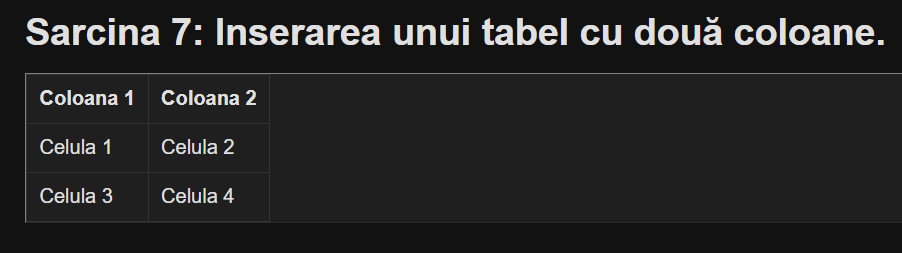 Sarcina 7: Inserarea unui tabel cu două coloane.
Coloana 1 Coloana 2
Celula 1 Celula 2
Celula 3 Celula 4